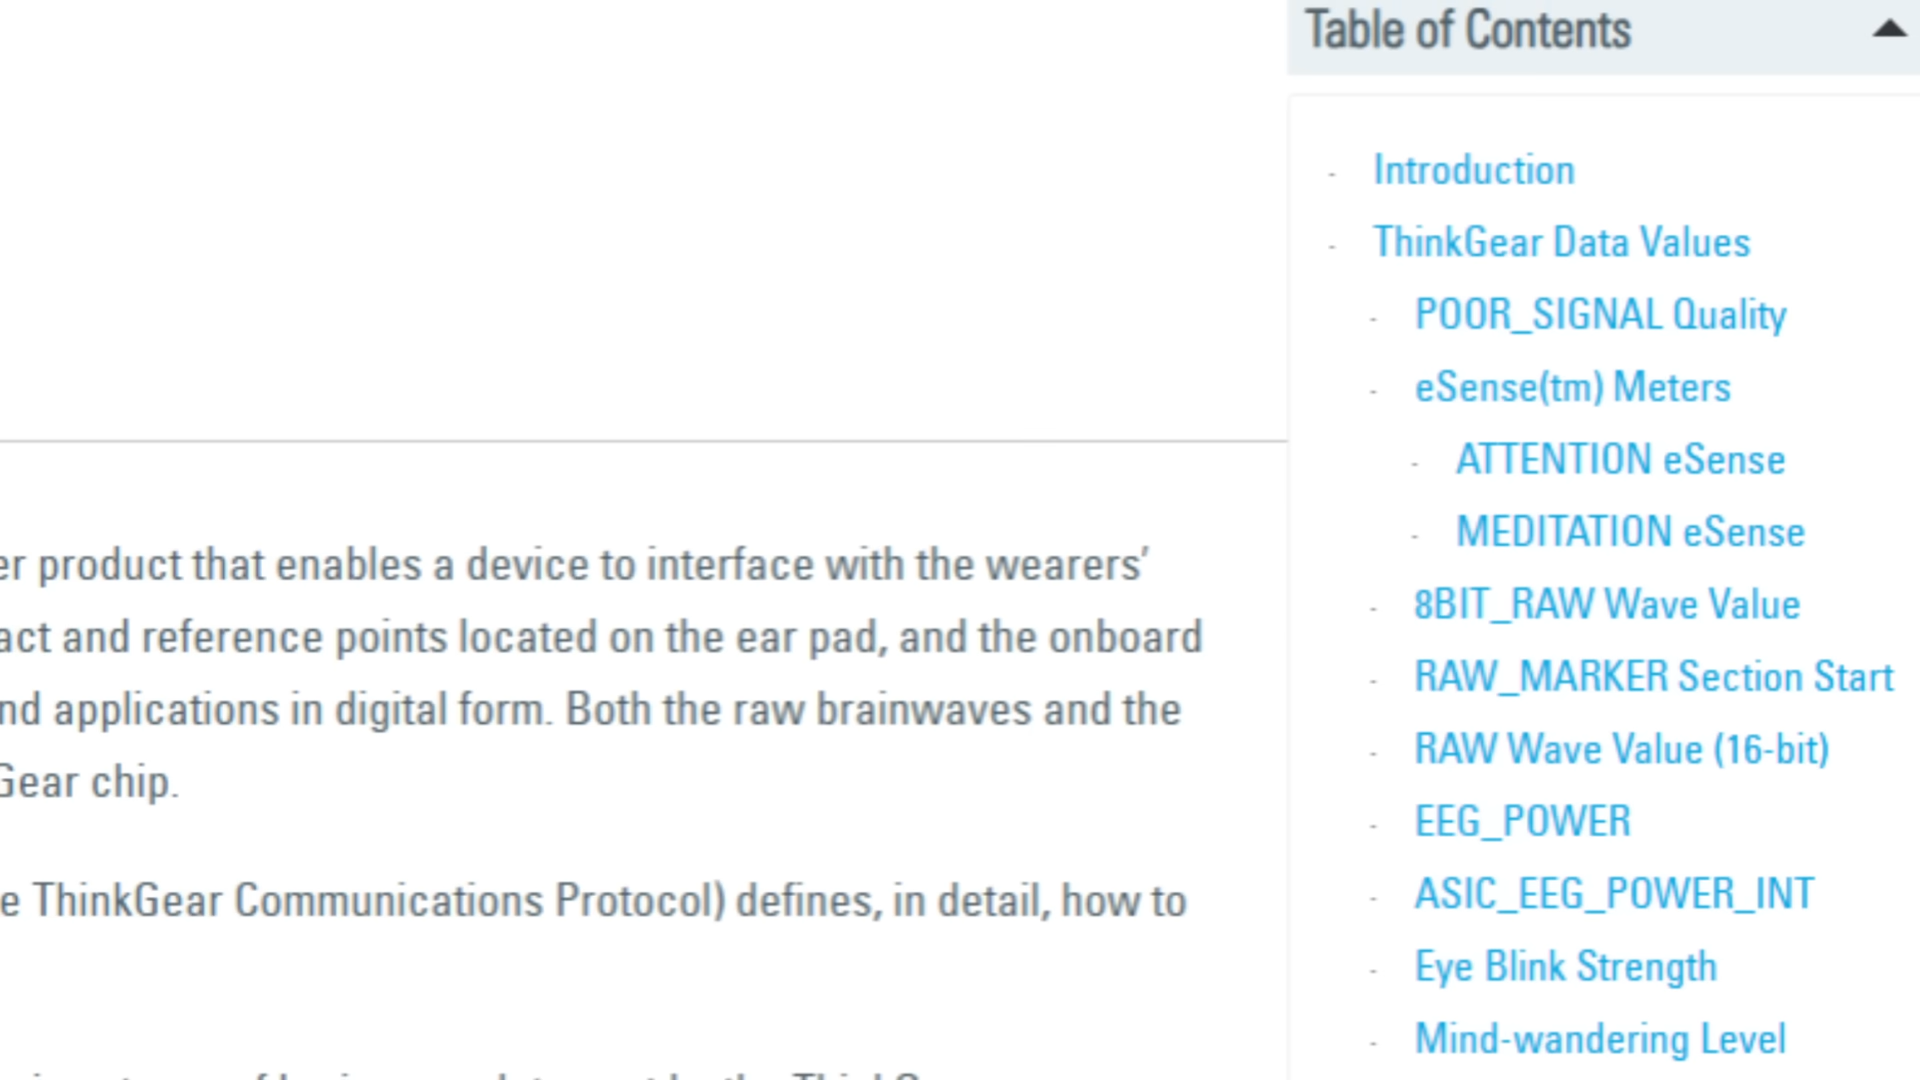 Table of Contents
- Introduction
- ThinkGear Data Values
- POOR_SIGNAL Quality
- eSense(tm) Meters
- ATTENTION eSense
- MEDITATION eSense
- 8BIT_RAW Wave Value
- RAW_MARKER Section Start
- RAW Wave Value (16-bit)
- EEG_POWER
- ASIC_EEG_POWER_INT
- Eye Blink Strength
- Mind-wandering Level
er product that enables a device to interface with the wearers’
act and reference points located on the ear pad, and the onboard
nd applications in digital form. Both the raw brainwaves and the
Gear chip.
e ThinkGear Communications Protocol) defines, in detail, how to